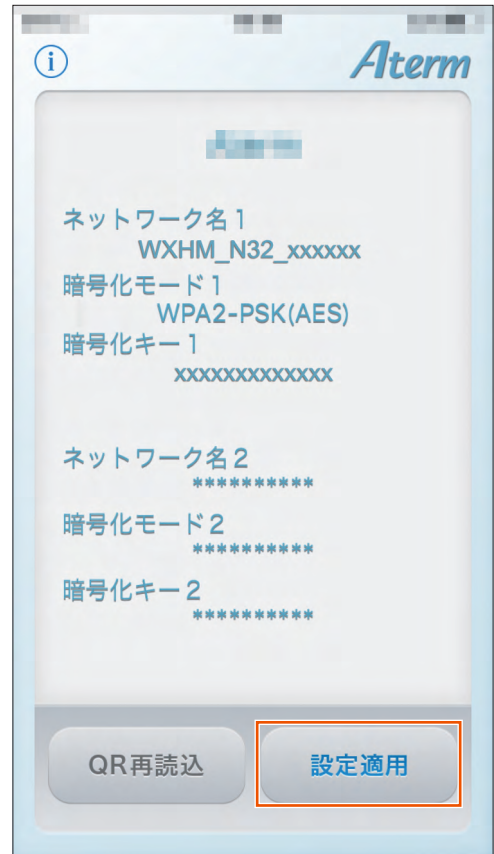 Aterm
ネットワーク名1
WXHM_N32_xxxxxx
暗号化モード1
WPA2-PSK(AES)
暗号化キー1
xxxxxxxxxxxxx
ネットワーク名2
**********
暗号化モード2
**********
暗号化キー2
**********
QR再読込
設定適用